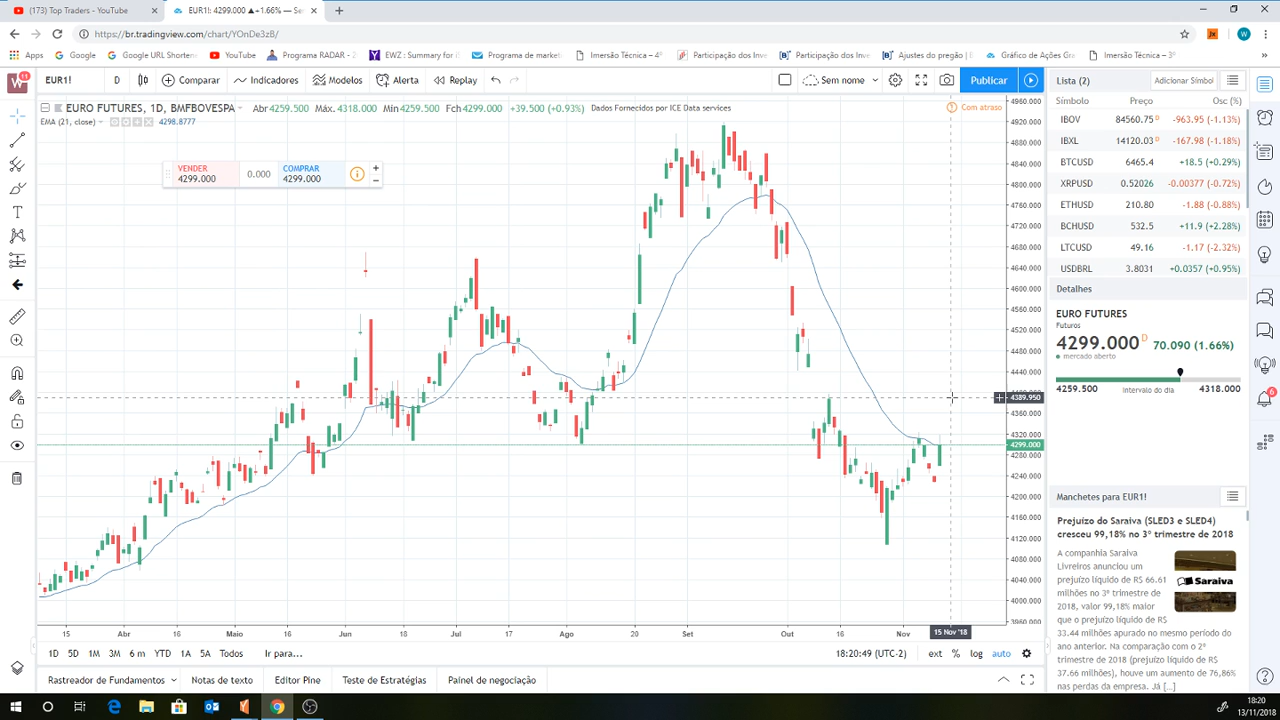 (173) Top Traders - YouTube
EUR1!: 4299.000 ▲+1.66% — Ser
https://br.tradingview.com/chart/YOnDe3zB/
Apps
Google
Google URL Shorten
YouTube
Programa RADAR - 2
EWZ : Summary for i
Programa de market
Imersão Técnica – 4º
Participação dos Inve
Participação dos Inve
Ajustes do pregão |
Gráfico de Ações Gra
Imersão Técnica – 3º
W 11
EUR1!
D
Comparar
Indicadores
Modelos
Alerta
Replay
Sem nome
Publicar
EURO FUTURES, 1D, BMFBOVESPA
Abr 4259.500 Máx. 4318.000 Min 4259.500 Fch 4299.000 +39.500 (+0.93%)
Dados Fornecidos por ICE Data services
Com atraso
EMA (21, close)
4298.8777
VENDER
4299.000
0.000
COMPRAR
4299.000
4960.000
4920.000
4880.000
4840.000
4800.000
4760.000
4720.000
4680.000
4640.000
4600.000
4560.000
4520.000
4480.000
4440.000
4389.950
4360.000
4320.000
4299.000
4280.000
4240.000
4200.000
4160.000
4120.000
4080.000
4040.000
4000.000
3960.000
15 Abr 16 Maio 16 Jun 18 Jul 17 Ago 20 Set Out 16 Nov 15 Nov '18
1D 5D 1M 3M 6 m YTD 1A 5A Todos Ir para...
18:20:49 (UTC-2) ext % log auto
Rastreador de Fundamentos
Notas de texto
Editor Pine
Teste de Estratégias
Painel de negociação
Lista (2)
Adicionar Símbol
Símbolo Preço Osc (%)
IBOV 84560.75 D -963.95 (-1.13%)
IBXL 14120.03 D -167.98 (-1.18%)
BTCUSD 6465.4 +18.5 (+0.29%)
XRPUSD 0.52026 -0.00377 (-0.72%)
ETHUSD 210.80 -1.88 (-0.88%)
BCHUSD 532.5 +11.9 (+2.28%)
LTCUSD 49.16 -1.17 (-2.32%)
USDBRL 3.8031 +0.0357 (+0.95%)
Detalhes
EURO FUTURES
Futuros
4299.000 D 70.090 (1.66%)
mercado aberto
4259.500 Intervalo do dia 4318.000
Manchetes para EUR1!
Prejuízo do Saraiva (SLED3 e SLED4)
cresceu 99,18% no 3º trimestre de 2018
A companhia Saraiva
Livreiros anunciou um
prejuízo líquido de R$ 66.61
milhões no 3º trimestre de
2018, valor 99,18% maior
que o prejuízo líquido de R$
33.44 milhões apurado no mesmo período do
ano anterior. Na comparação com o 2º
trimestre de 2018 (prejuízo líquido de R$
37.66 milhões), houve um aumento de 76,86%
nas perdas da empresa. Já [...]
Saraiva
18:20
13/11/2018